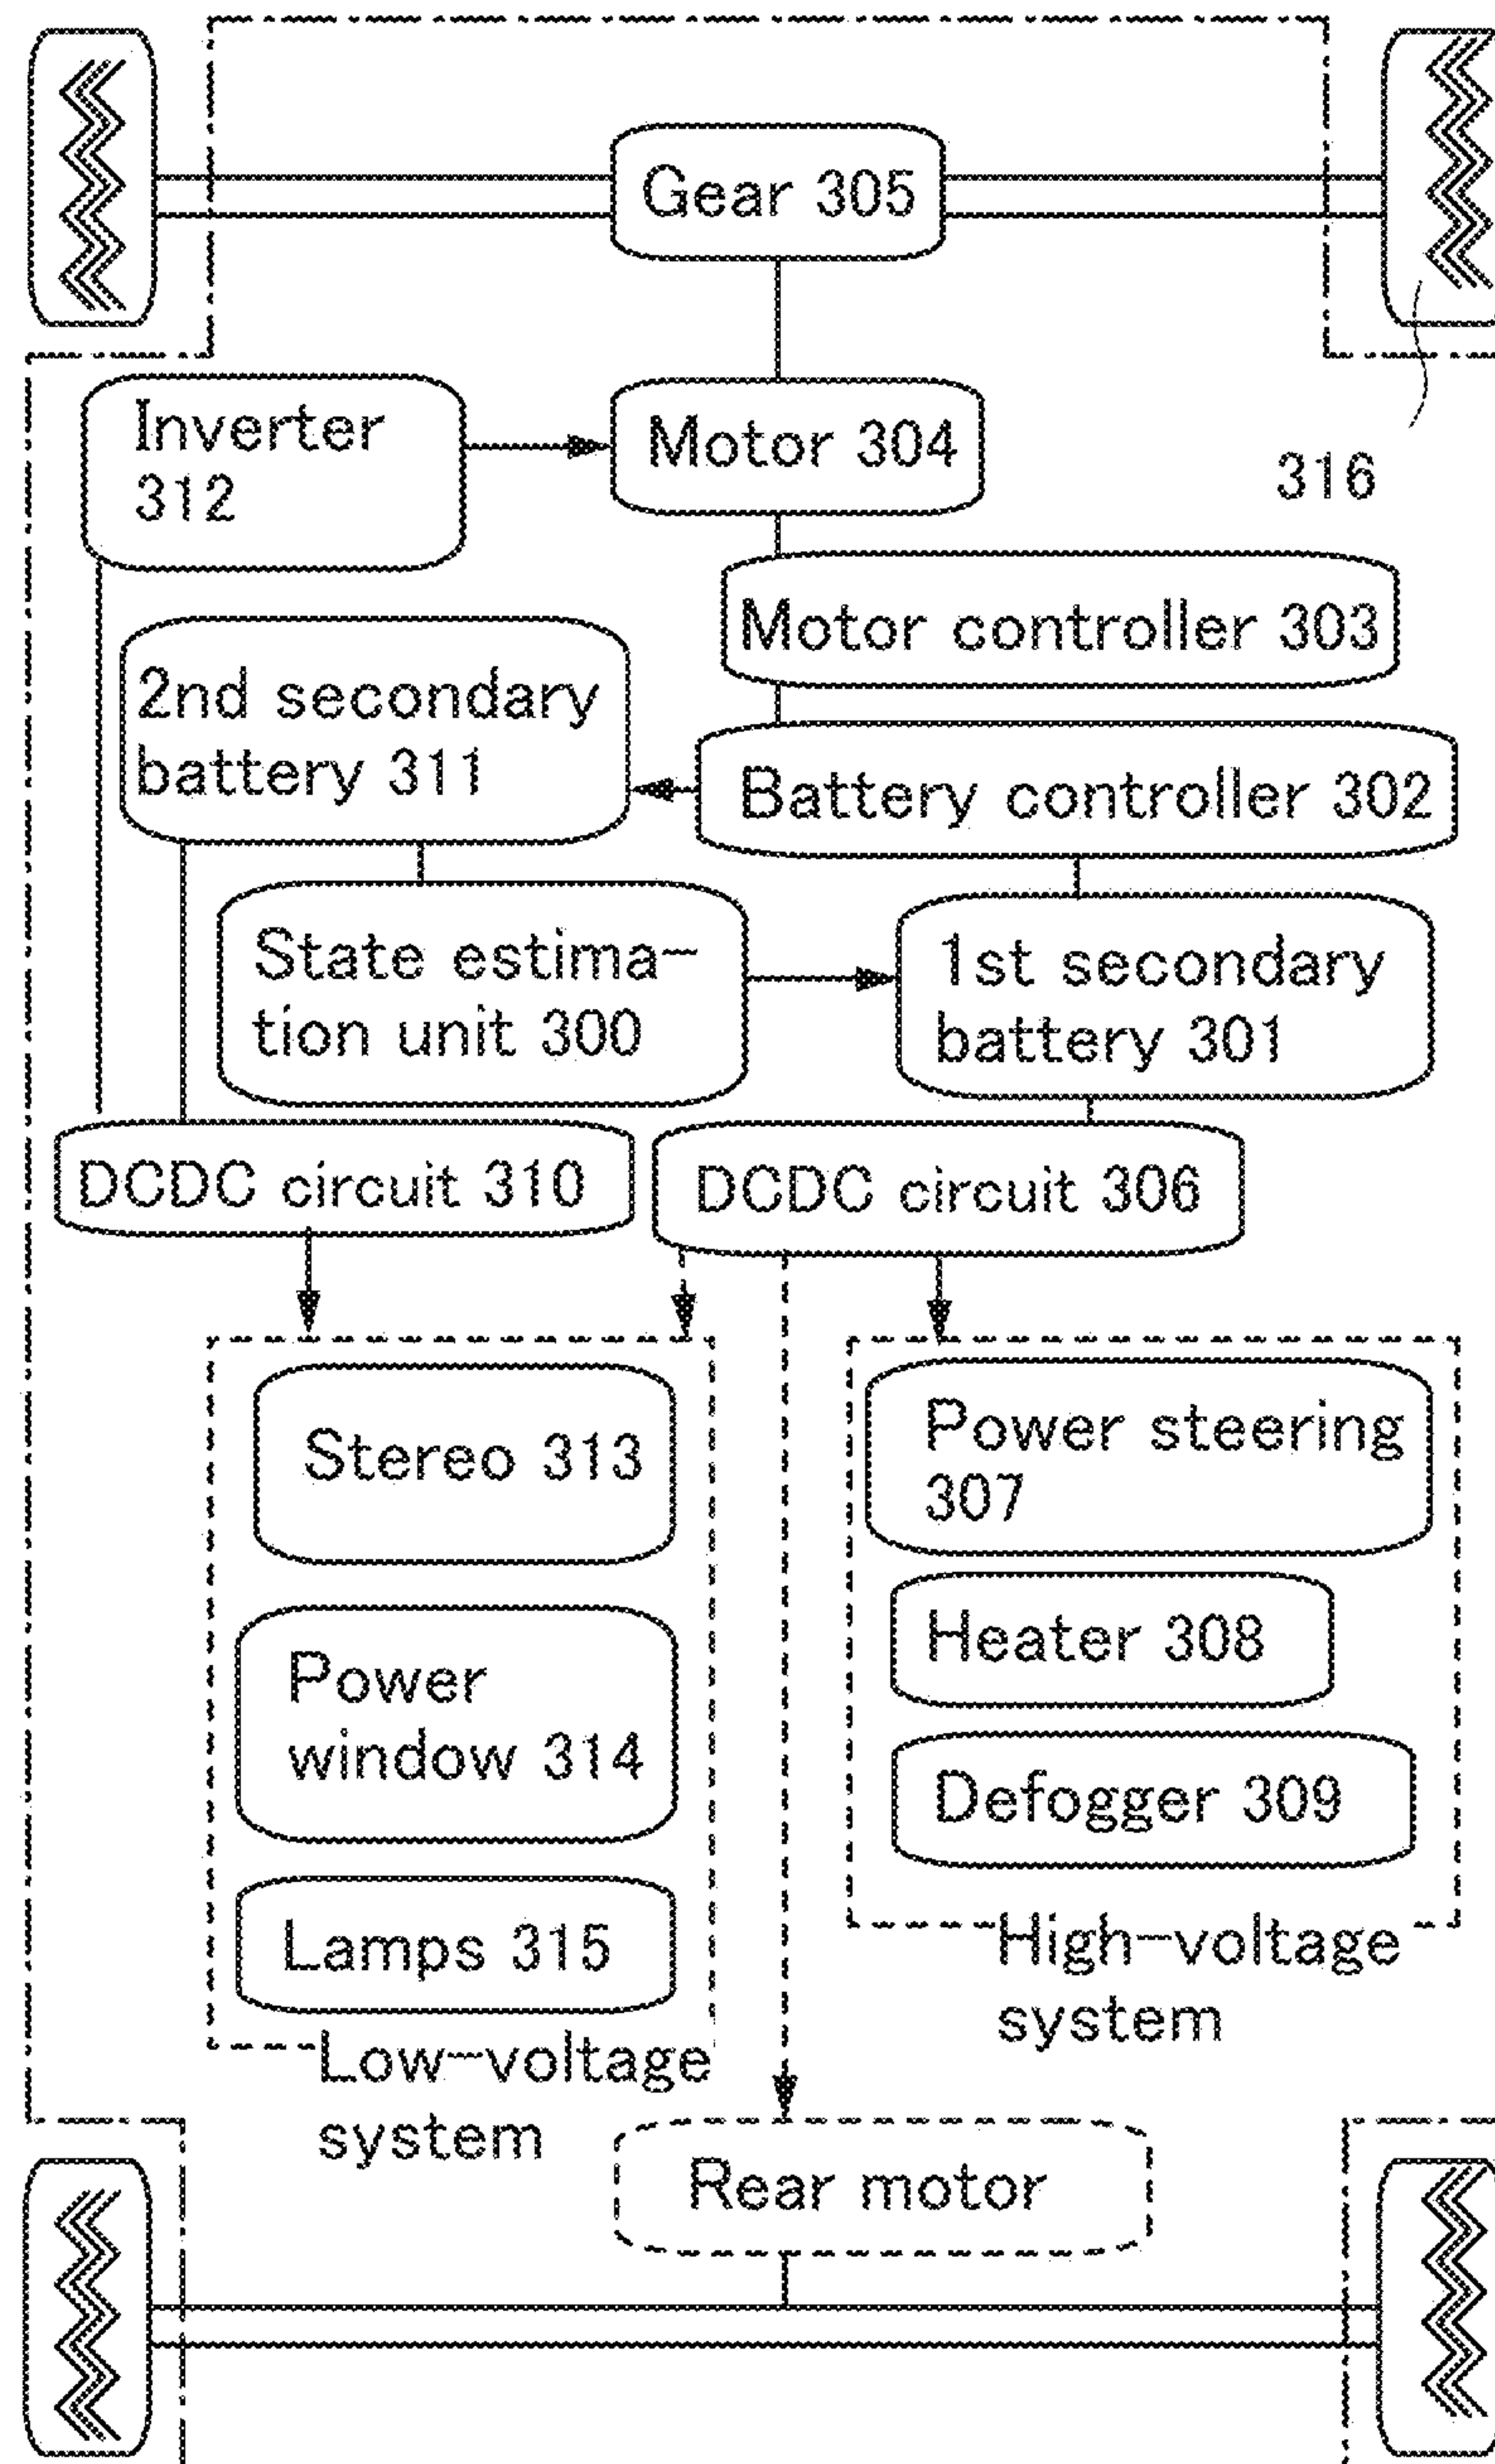 Gear 305
Inverter
312
Motor 304
316
Motor controller 303
2nd secondary
battery 311
Battery controller 302
State estima-
tion unit 300
1st secondary
battery 301
DCDC circuit 310
DCDC circuit 306
Stereo 313
Power
window 314
Lamps 315
Low-voltage
system
Power steering
307
Heater 308
Defogger 309
High-voltage
system
Rear motor